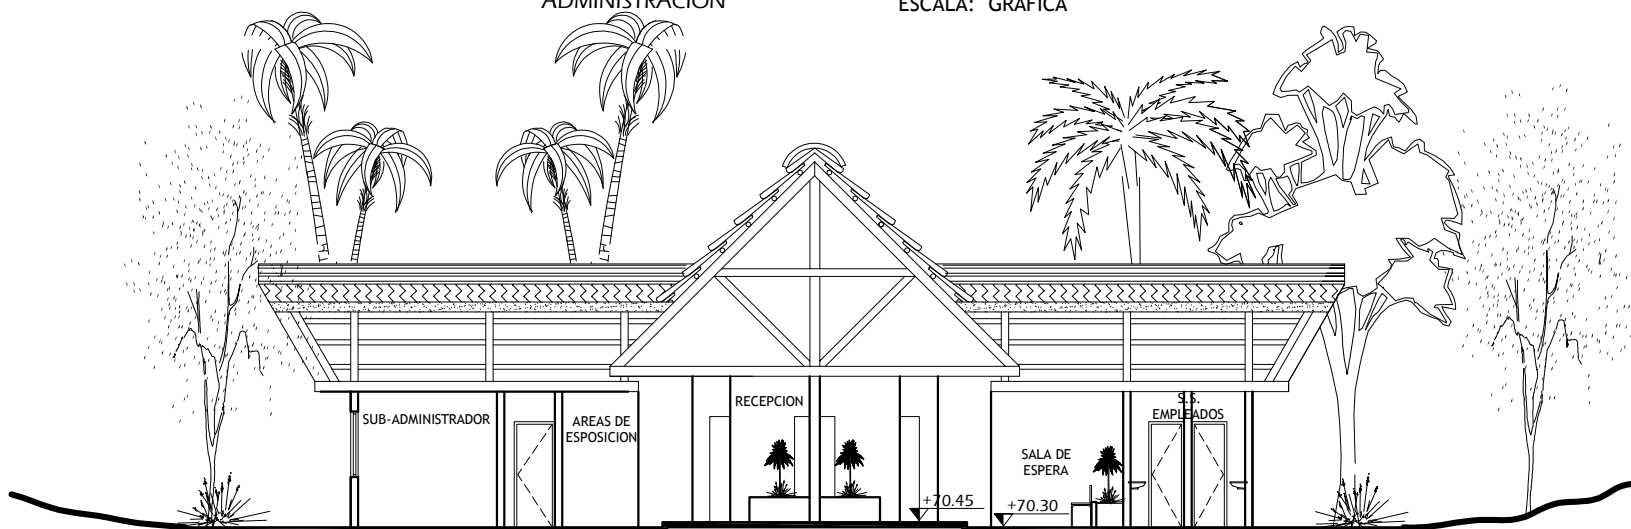 ADMINISTRACION
ESCALA: GRAFICA
RECEPCION
S.S.
EMPLEADOS
SUB-ADMINISTRADOR
AREAS DE
ESPOSICION
SALA DE
ESPERA
+70.45
+70.30